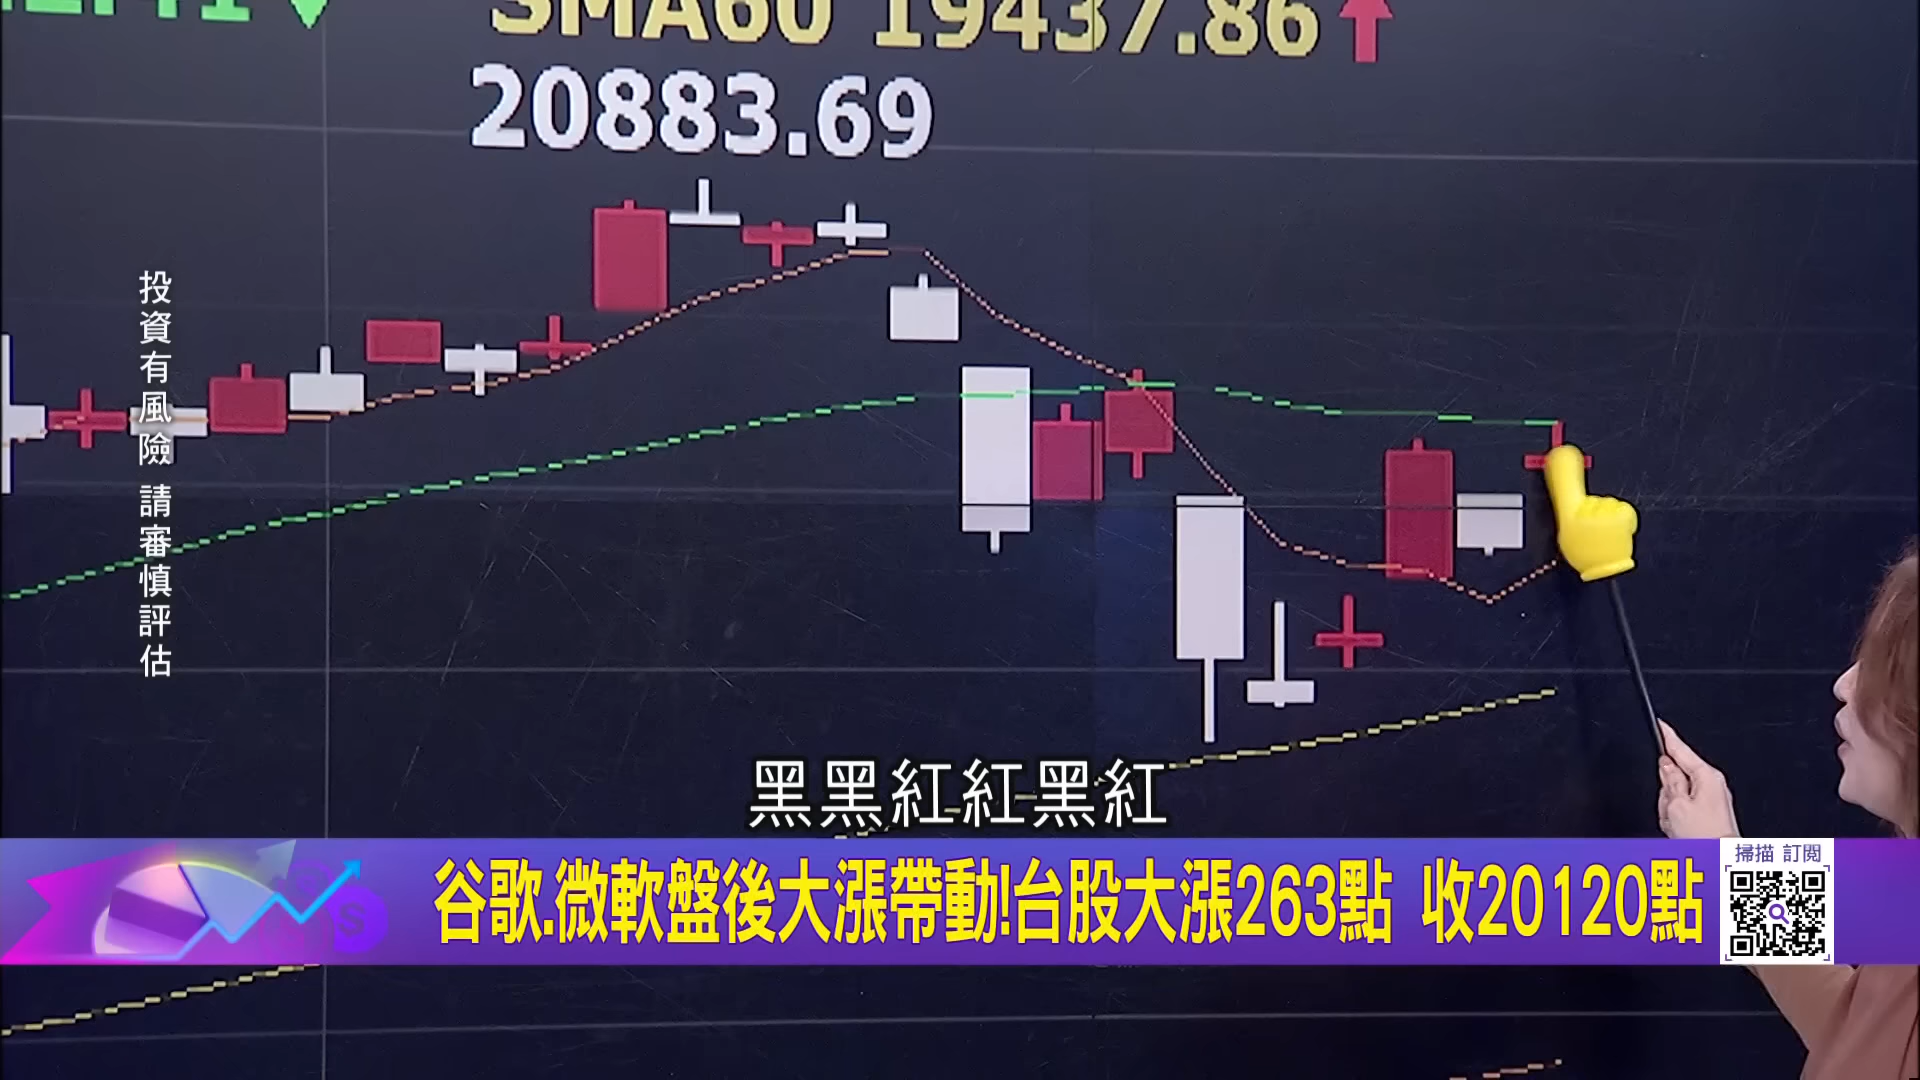 SMA60 19437.86
20883.69
投資有風險 請審慎評估
黑黑紅紅黑紅
谷歌.微軟盤後大漲帶動!台股大漲263點 收20120點
掃描 訂閱